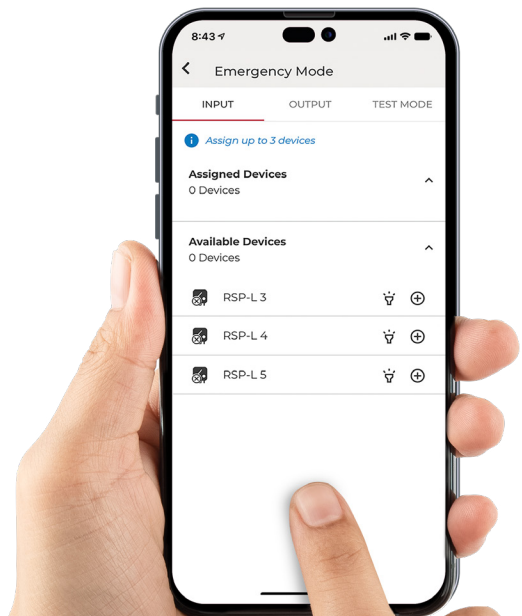 8:43
Emergency Mode
INPUT OUTPUT TEST MODE
i Assign up to 3 devices
Assigned Devices
0 Devices
Available Devices
0 Devices
RSP-L 3
RSP-L 4
RSP-L 5